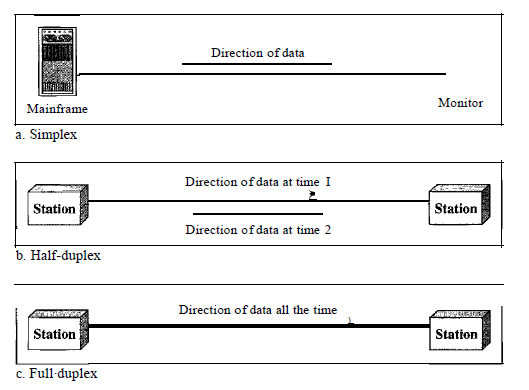 Direction of data
Mainframe
Monitor
a. Simplex
Direction of data at time I
Station
Station
Direction of data at time 2
b. Half-duplex
Direction of data all the time
Station
Station
c. Full·duplex